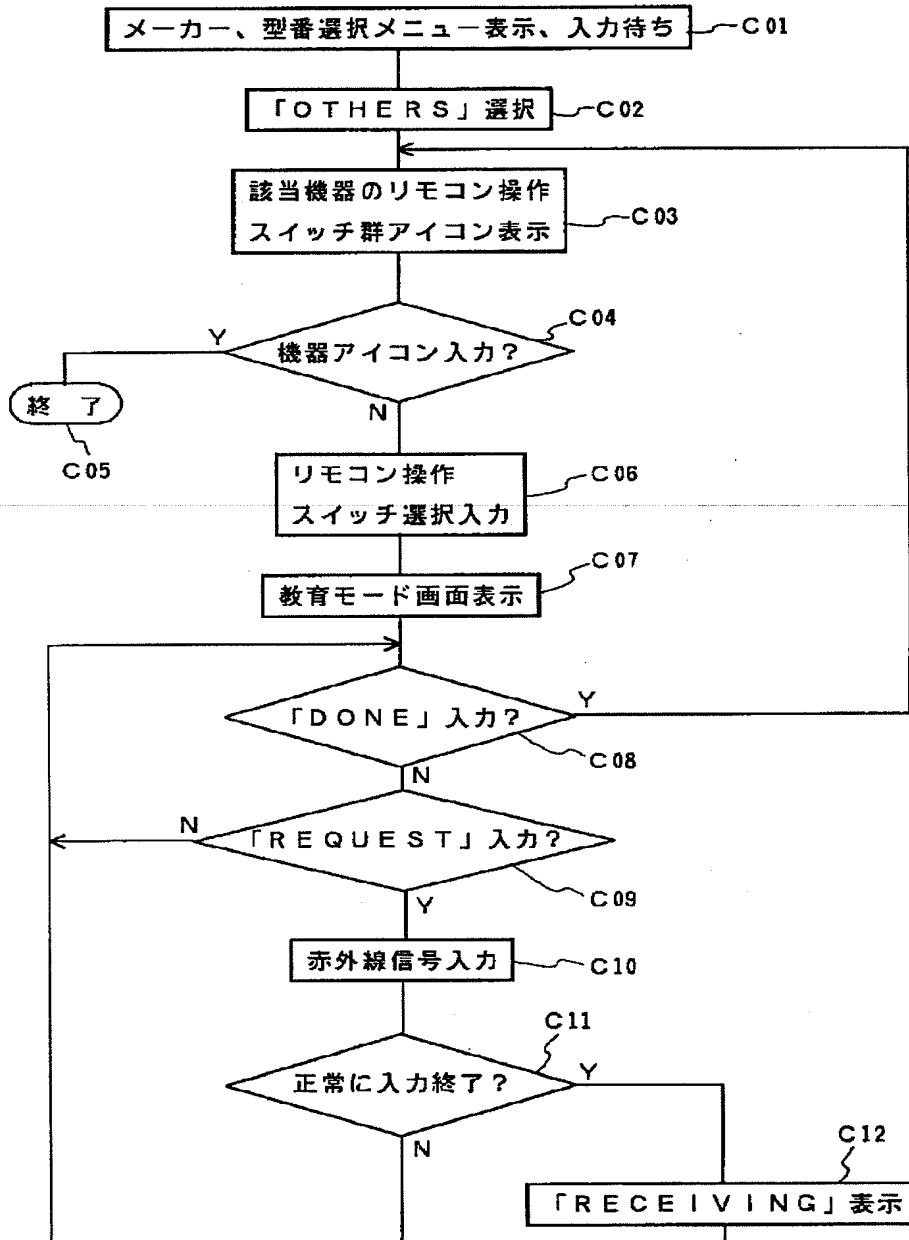 メーカー、型番選択メニュー表示、入力待ち
C01
「OTHERS」選択
C02
該当機器のリモコン操作
スイッチ群アイコン表示
C03
C04
Y
機器アイコン入力?
終 了
N
C05
リモコン操作
スイッチ選択入力
C06
C07
教育モード画面表示
「DONE」入力?
Y
C08
N
N
「REQUEST」入力?
C09
Y
赤外線信号入力
C10
C11
正常に入力終了?
Y
N
C12
「RECEIVING」表示